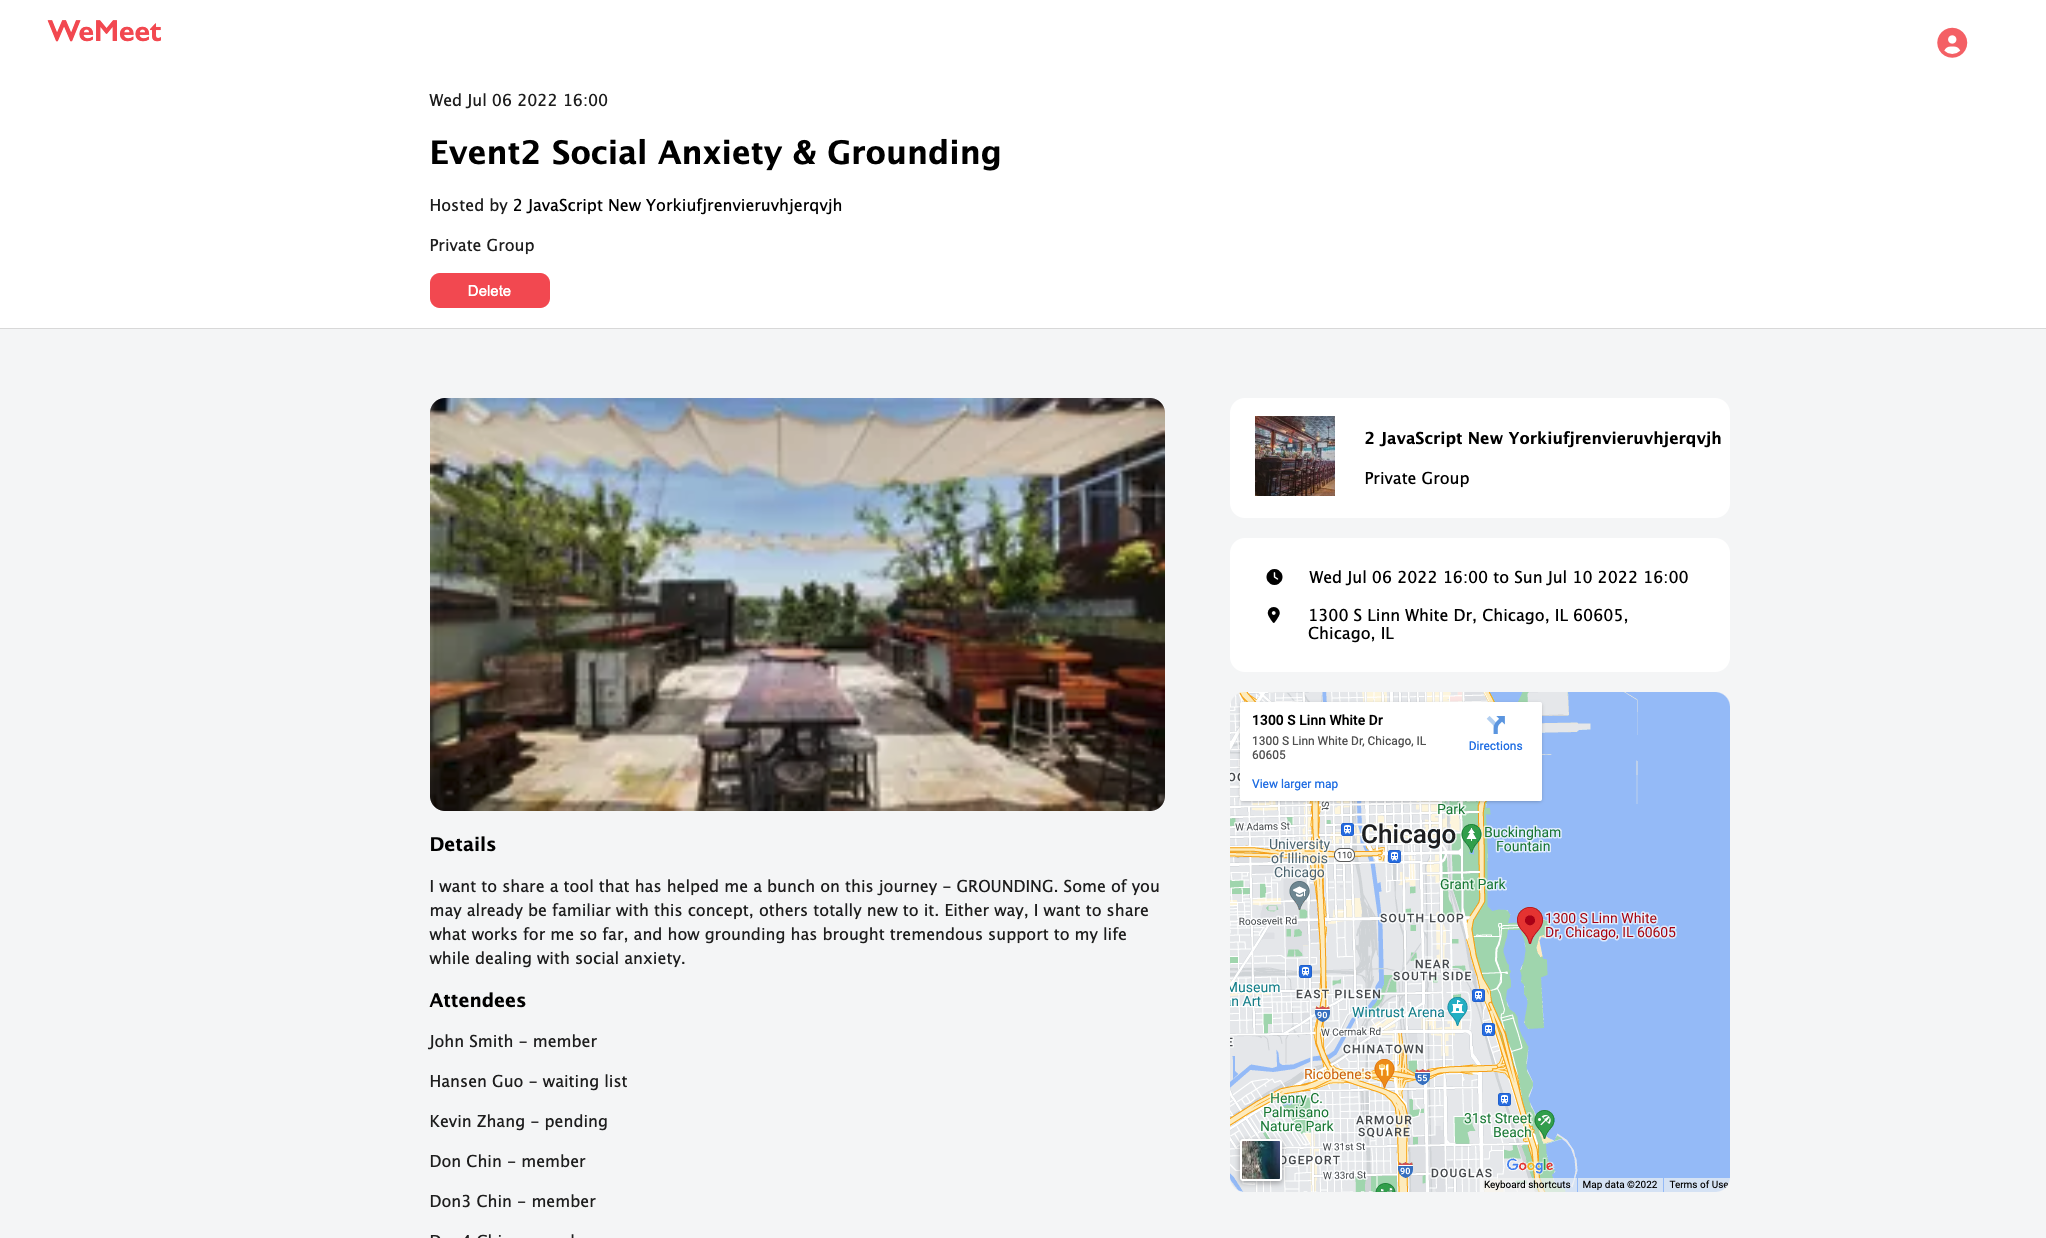 WeMeet
Wed Jul 06 2022 16:00
Event2 Social Anxiety & Grounding
Hosted by 2 JavaScript New Yorkiufjrenvieruvhjerqvjh
Private Group
Delete
2 JavaScript New Yorkiufjrenvieruvhjerqvjh
Private Group
Wed Jul 06 2022 16:00 to Sun Jul 10 2022 16:00
1300 S Linn White Dr, Chicago, IL 60605,
Chicago, IL
Details
I want to share a tool that has helped me a bunch on this journey – GROUNDING. Some of you
may already be familiar with this concept, others totally new to it. Either way, I want to share
what works for me so far, and how grounding has brought tremendous support to my life
while dealing with social anxiety.
Attendees
John Smith – member
Hansen Guo – waiting list
Kevin Zhang – pending
Don Chin – member
Don3 Chin – member
1300 S Linn White Dr
1300 S Linn White Dr, Chicago, IL
60605
Directions
View larger map
St
Park
W Adams St
Chicago
Buckingham
Fountain
University
of Illinois
Chicago
110
Grant Park
Roosevelt Rd
SOUTH LOOP
1300 S Linn White
Dr, Chicago, IL 60605
NEAR
SOUTH SIDE
Museum
n Art
EAST PILSEN
90
Wintrust Arena
W Cermak Rd
CHINATOWN
Ricobene's
55
Henry C.
Palmisano
Nature Park
ARMOUR
SQUARE
31st Street
Beach
W 31st St
DGEPORT
W 33rd St
90
DOUGLAS
Google
Keyboard shortcuts
Map data ©2022
Terms of Use